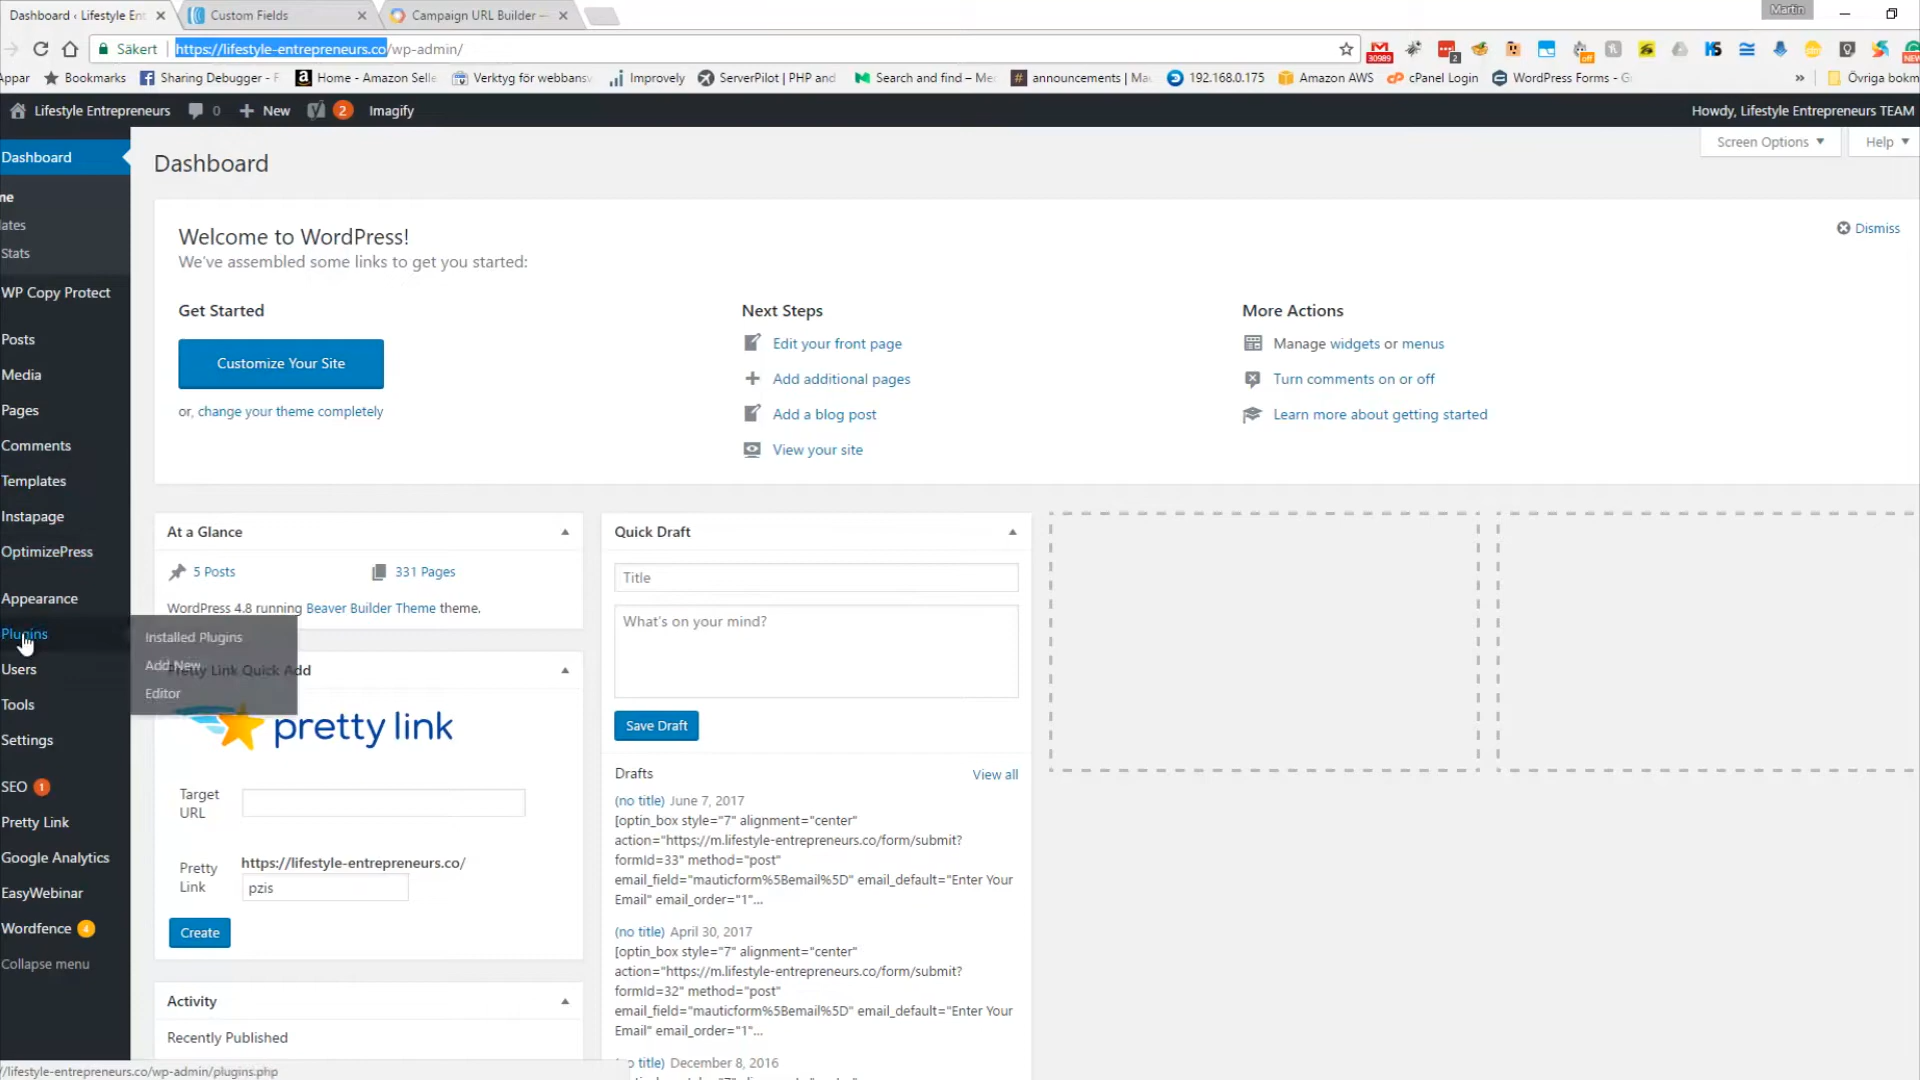 Dashboard ‹ Lifestyle Ent
Custom Fields
Campaign URL Builder —
Martin
Säkert
https://lifestyle-entrepreneurs.co/wp-admin/
30989
2
off
NEW
Appar
Bookmarks
Sharing Debugger - F
Home - Amazon Selle
Verktyg för webbansv
Improvely
ServerPilot | PHP and
Search and find – Me
announcements | Ma
192.168.0.175
Amazon AWS
cPanel Login
WordPress Forms - G
»
Övriga bokm
Lifestyle Entrepreneurs
0
New
2
Imagify
Howdy, Lifestyle Entrepreneurs TEAM
Screen Options
Help
Dashboard
me
lates
Stats
WP Copy Protect
Posts
Media
Pages
Comments
Templates
Instapage
OptimizePress
Appearance
Plugins
Users
Tools
Settings
SEO 1
Pretty Link
Google Analytics
EasyWebinar
Wordfence 4
Collapse menu
Installed Plugins
Add New
Editor
Dashboard
Welcome to WordPress!
We've assembled some links to get you started:
Dismiss
Get Started
Customize Your Site
or, change your theme completely
Next Steps
Edit your front page
Add additional pages
Add a blog post
View your site
More Actions
Manage widgets or menus
Turn comments on or off
Learn more about getting started
At a Glance
5 Posts
331 Pages
WordPress 4.8 running Beaver Builder Theme theme.
Pretty Link Quick Add
pretty link
Target
URL
Pretty
Link
https://lifestyle-entrepreneurs.co/
pzis
Create
Activity
Recently Published
Quick Draft
Title
What's on your mind?
Save Draft
Drafts
View all
(no title) June 7, 2017
[optin_box style="7" alignment="center"
action="https://m.lifestyle-entrepreneurs.co/form/submit?
formId=33" method="post"
email_field="mauticform%5Bemail%5D" email_default="Enter Your
Email" email_order="1"...
(no title) April 30, 2017
[optin_box style="7" alignment="center"
action="https://m.lifestyle-entrepreneurs.co/form/submit?
formId=32" method="post"
email_field="mauticform%5Bemail%5D" email_default="Enter Your
Email" email_order="1"...
o title) December 8, 2016
//lifestyle-entrepreneurs.co/wp-admin/plugins.php